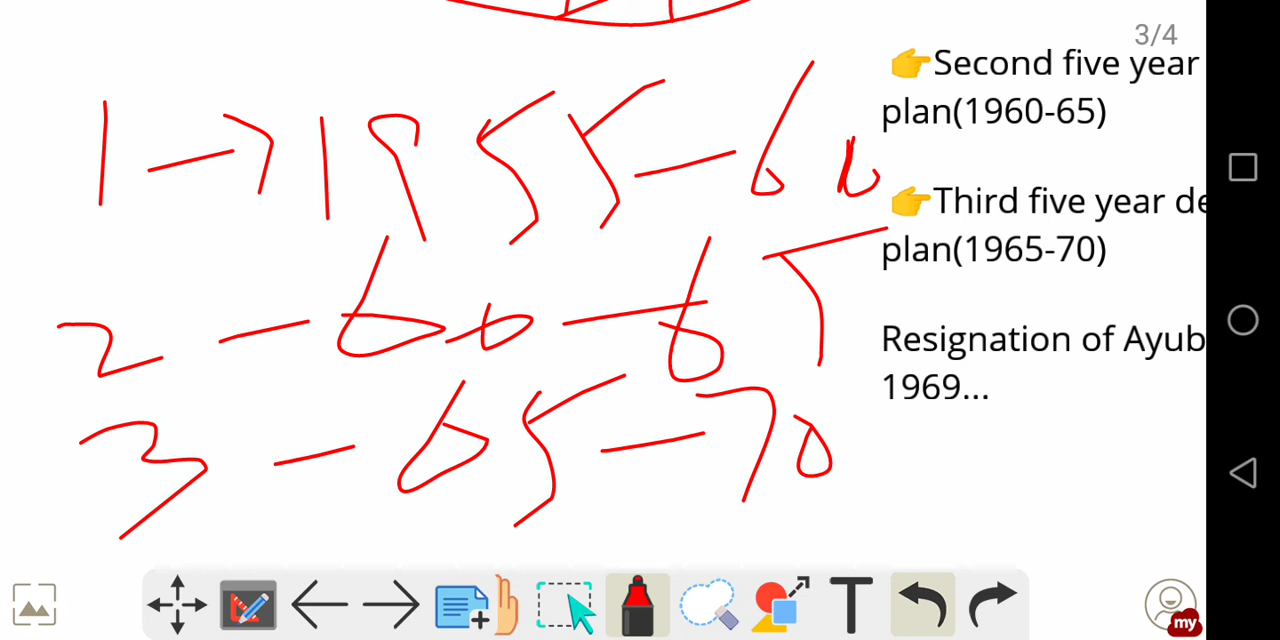 3/4
1 → 1955 - 60
2 - 60 - 65
3 - 65 - 70
👉Second five year
plan(1960-65)
👉Third five year de
plan(1965-70)
Resignation of Ayub
1969...
T
my